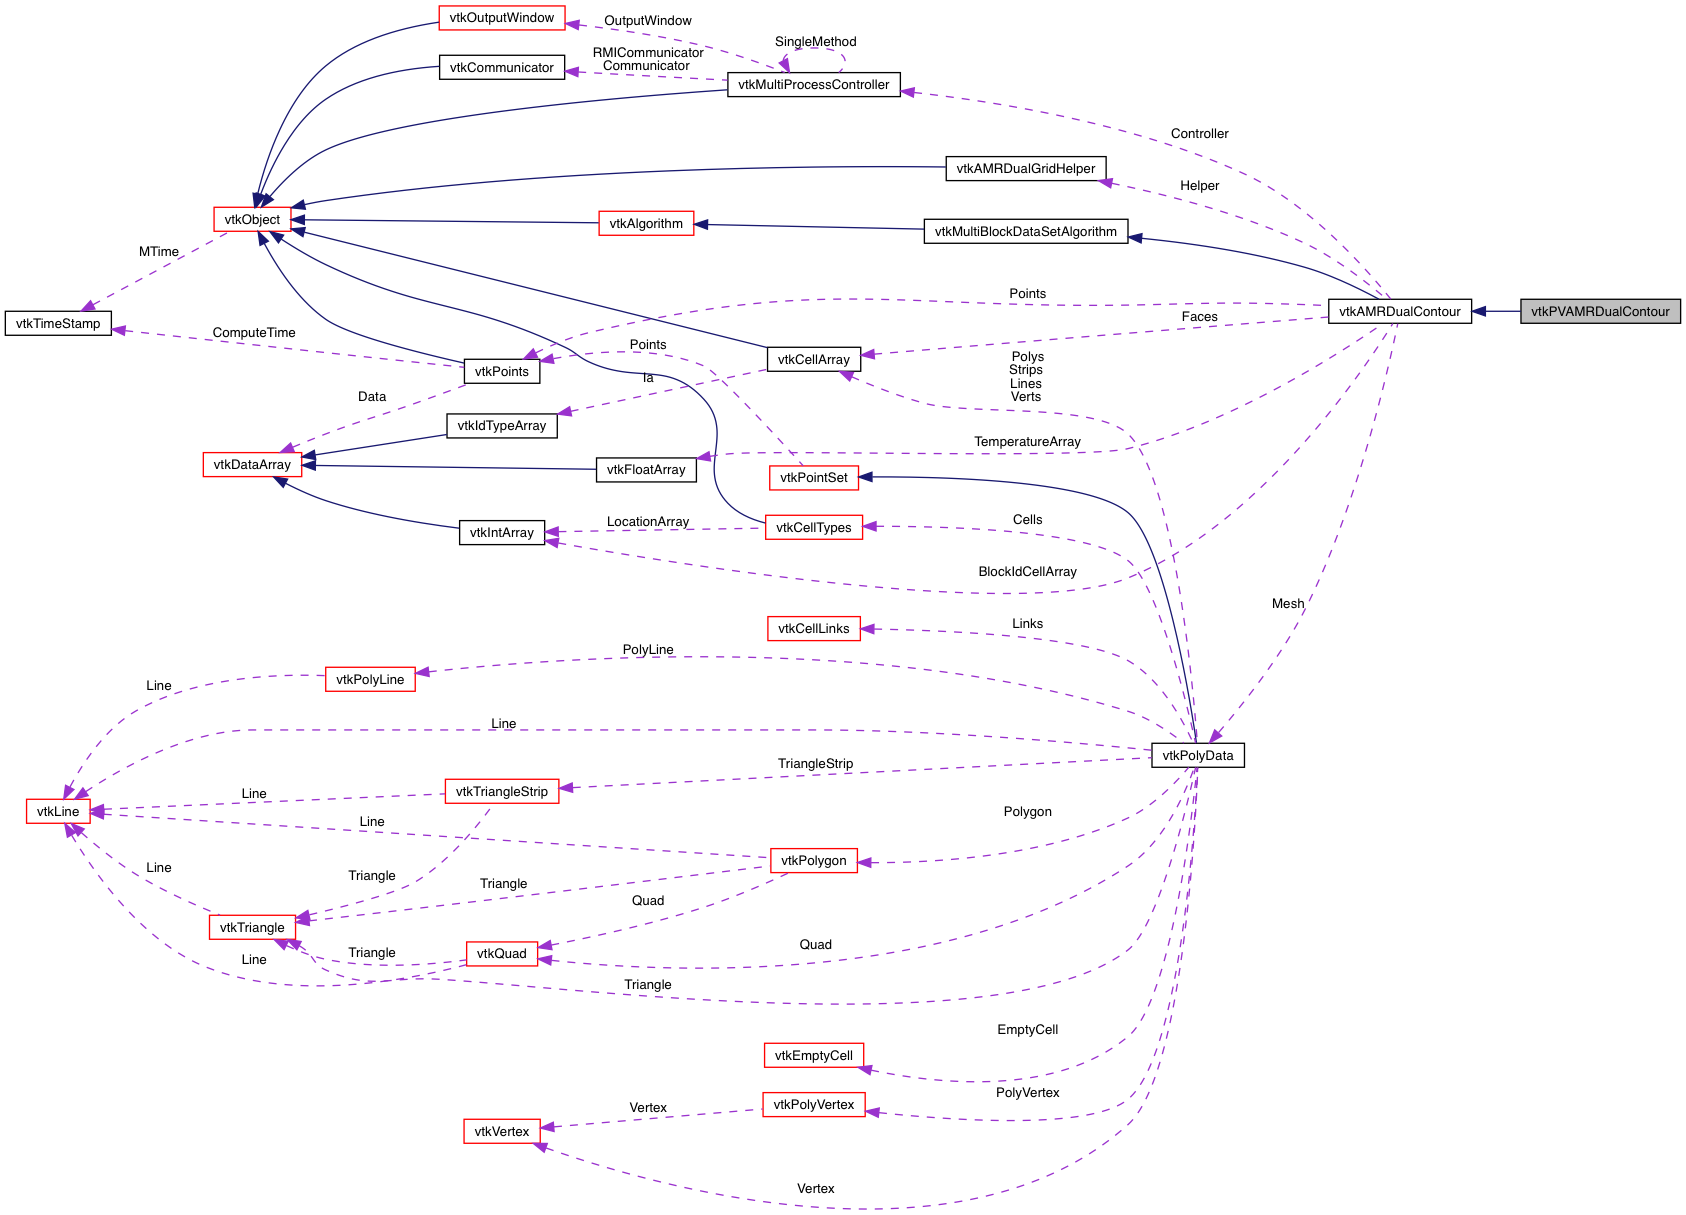 vtkOutputWindow
OutputWindow
SingleMethod
RMICommunicator
Communicator
vtkCommunicator
vtkMultiProcessController
Controller
vtkAMRDualGridHelper
Helper
vtkObject
vtkAlgorithm
vtkMultiBlockDataSetAlgorithm
MTime
Points
vtkTimeStamp
ComputeTime
Faces
vtkAMRDualContour
vtkPVAMRDualContour
Points
vtkCellArray
Polys
Strips
Lines
Verts
vtkPoints
Ia
Data
vtkIdTypeArray
TemperatureArray
vtkDataArray
vtkFloatArray
vtkPointSet
LocationArray
vtkCellTypes
Cells
vtkIntArray
BlockIdCellArray
Mesh
vtkCellLinks
Links
PolyLine
vtkPolyLine
Line
Line
vtkPolyData
TriangleStrip
vtkTriangleStrip
Line
vtkLine
Polygon
Line
vtkPolygon
Line
Triangle
Triangle
Quad
vtkTriangle
Quad
vtkQuad
Triangle
Line
Triangle
EmptyCell
vtkEmptyCell
PolyVertex
vtkPolyVertex
Vertex
vtkVertex
Vertex